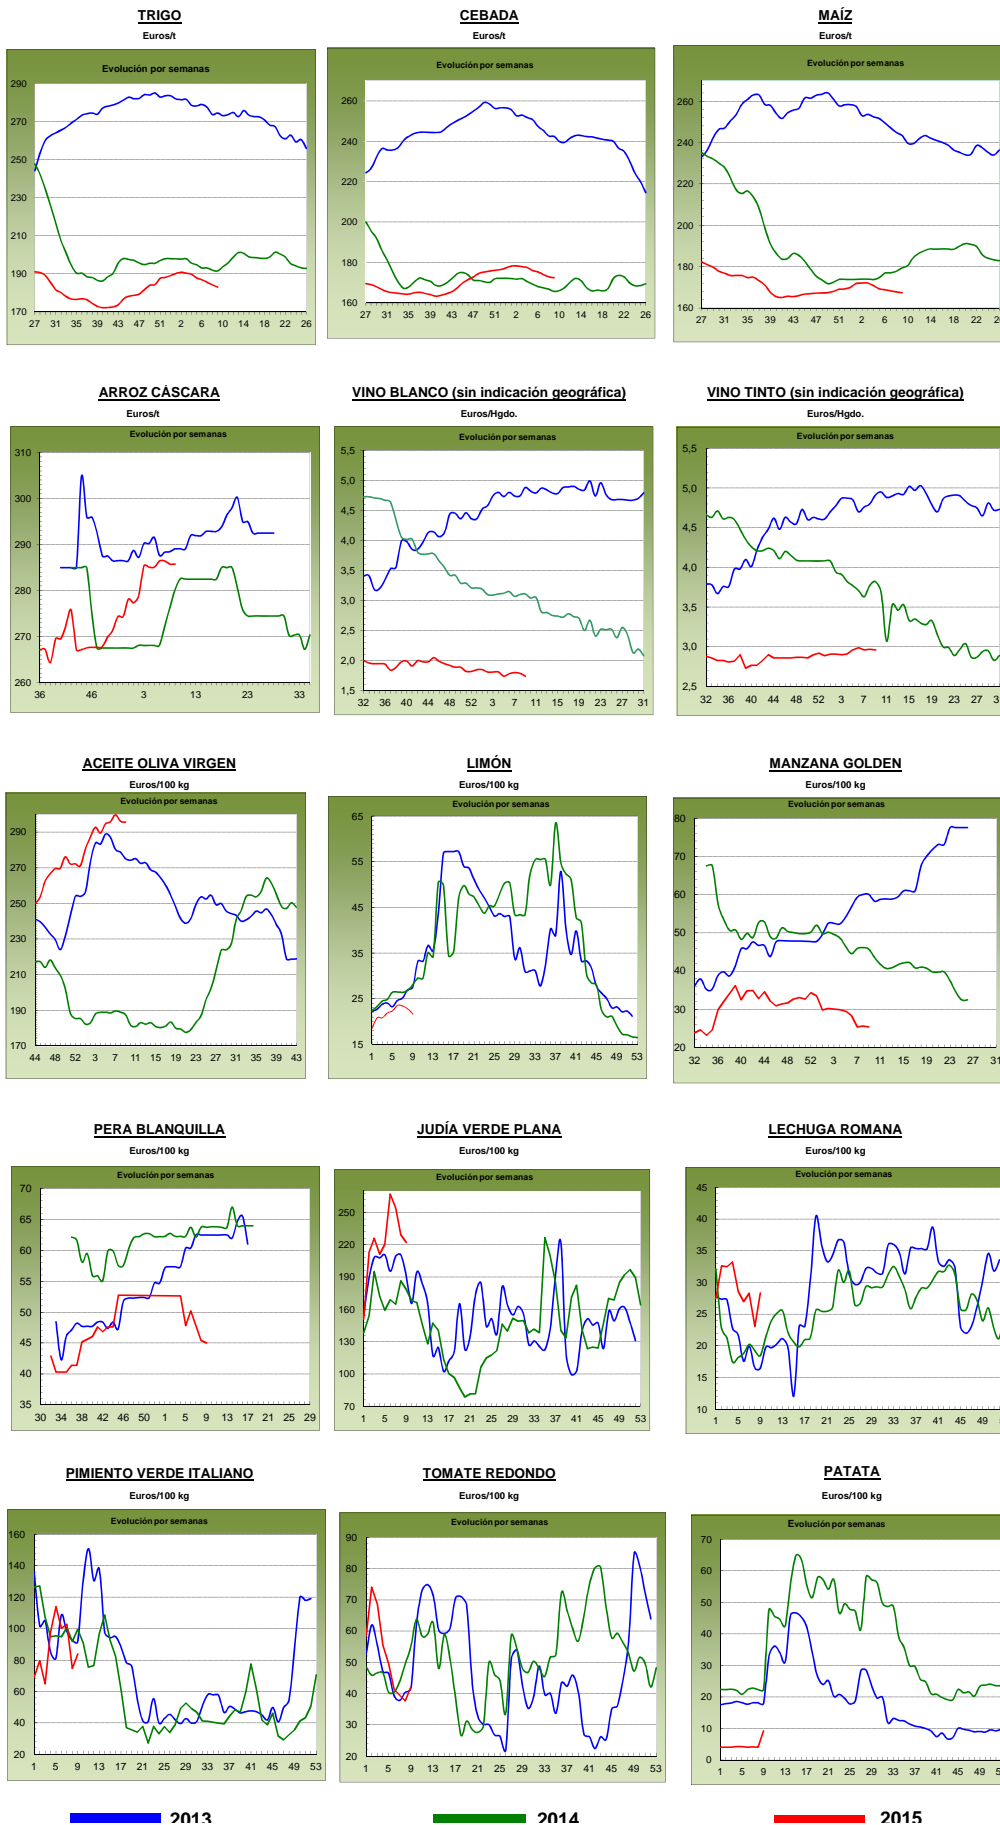 TRIGO
Euros/t
Evolución por semanas
290
270
250
230
210
190
170
27 31 35 39 43 47 51 2 6 10 14 18 22 26
CEBADA
Euros/t
Evolución por semanas
260
240
220
200
180
160
27 31 35 39 43 47 51 2 6 10 14 18 22 26
MAÍZ
Euros/t
Evolución por semanas
260
240
220
200
180
160
27 31 35 39 43 47 51 2 6 10 14 18 22
ARROZ CÁSCARA
Euros/t
Evolución por semanas
310
300
290
280
270
260
36 46 3 13 23 33
VINO BLANCO (sin indicación geográfica)
Euros/Hgdo.
Evolución por semanas
5,5
5,0
4,5
4,0
3,5
3,0
2,5
2,0
1,5
32 36 40 44 48 52 3 7 11 15 19 23 27 31
VINO TINTO (sin indicación geográfica)
Euros/Hgdo.
Evolución por semanas
5,5
5,0
4,5
4,0
3,5
3,0
2,5
32 36 40 44 48 52 3 7 11 15 19 23 27
ACEITE OLIVA VIRGEN
Euros/100 kg
Evolución por semanas
290
270
250
230
210
190
170
44 48 52 3 7 11 15 19 23 27 31 35 39 43
LIMÓN
Euros/100 kg
Evolución por semanas
65
55
45
35
25
15
1 5 9 13 17 21 25 29 33 37 41 45 49 53
MANZANA GOLDEN
Euros/100 kg
Evolución por semanas
80
70
60
50
40
30
20
32 36 40 44 48 52 3 7 11 15 19 23 27 31
PERA BLANQUILLA
Euros/100 kg
Evolución por semanas
70
65
60
55
50
45
40
35
30 34 38 42 46 50 1 5 9 13 17 21 25 29
JUDÍA VERDE PLANA
Euros/100 kg
Evolución por semanas
250
220
190
160
130
100
70
1 5 9 13 17 21 25 29 33 37 41 45 49 53
LECHUGA ROMANA
Euros/100 kg
Evolución por semanas
45
40
35
30
25
20
15
10
1 5 9 13 17 21 25 29 33 37 41 45 49
PIMIENTO VERDE ITALIANO
Euros/100 kg
Evolución por semanas
160
140
120
100
80
60
40
20
1 5 9 13 17 21 25 29 33 37 41 45 49 53
TOMATE REDONDO
Euros/100 kg
Evolución por semanas
90
80
70
60
50
40
30
20
1 5 9 13 17 21 25 29 33 37 41 45 49 53
PATATA
Euros/100 kg
Evolución por semanas
70
60
50
40
30
20
10
0
1 5 9 13 17 21 25 29 33 37 41 45 49
2013 2014 2015